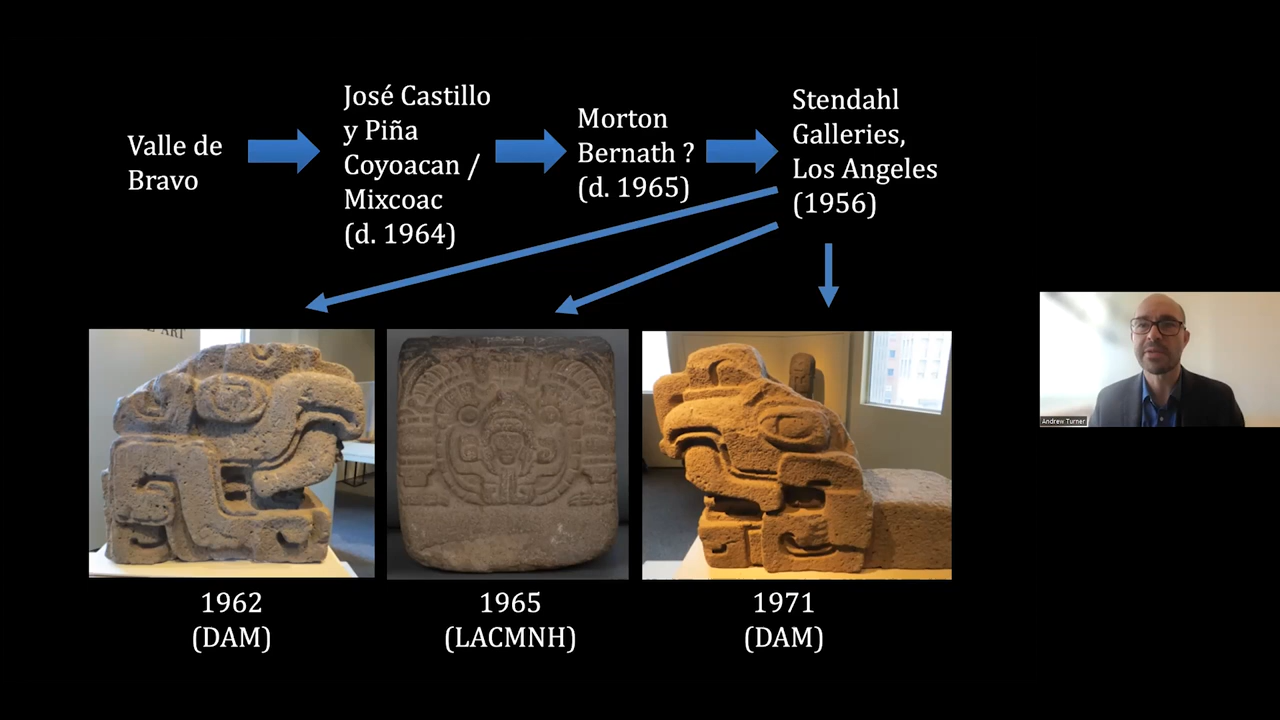 Valle de
Bravo
José Castillo
y Piña
Coyoacan /
Mixcoac
(d. 1964)
Morton
Bernath ?
(d. 1965)
Stendahl
Galleries,
Los Angeles
(1956)
ART
1962
(DAM)
1965
(LACMNH)
1971
(DAM)
Andrew Turner